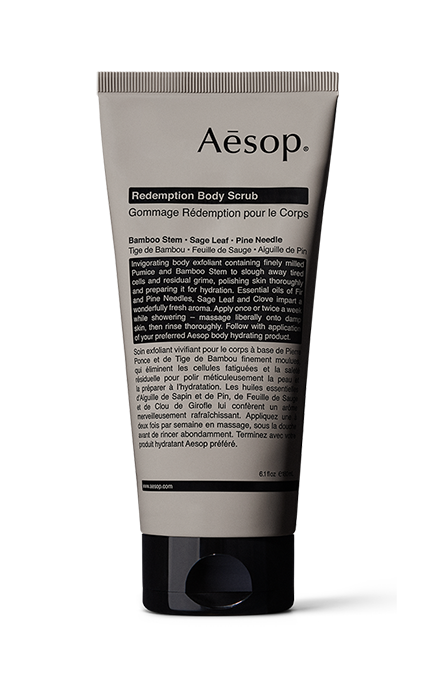 Aēsop®
Redemption Body Scrub
Gommage Rédemption pour le Corps
Bamboo Stem · Sage Leaf · Pine Needle
Tige de Bambou · Feuille de Sauge · Aiguille de Pin
Invigorating body exfoliant containing finely milled
Pumice and Bamboo Stem to slough away tired
cells and residual grime, polishing skin thoroughly
and preparing it for hydration. Essential oils of Fir
and Pine Needles, Sage Leaf and Clove impart a
wonderfully fresh aroma. Apply once or twice a week
while showering – massage liberally onto damp
skin, then rinse thoroughly. Follow with application
of your preferred Aesop body hydrating product.
Soin exfoliant vivifiant pour le corps à base de Pierre
Ponce et de Tige de Bambou finement moulues
qui éliminent les cellules fatiguées et la saleté
résiduelle pour polir méticuleusement la peau et
la préparer à l'hydratation. Les huiles essentielles
d'Aiguille de Sapin et de Pin, de Feuille de Sauge
et de Clou de Girofle lui confèrent un arôme
merveilleusement rafraîchissant. Appliquez une à
deux fois par semaine en massage, sous la douche
avant de rincer abondamment. Terminez avec votre
produit hydratant Aesop préféré.
6.1 fl oz
www.aesop.com